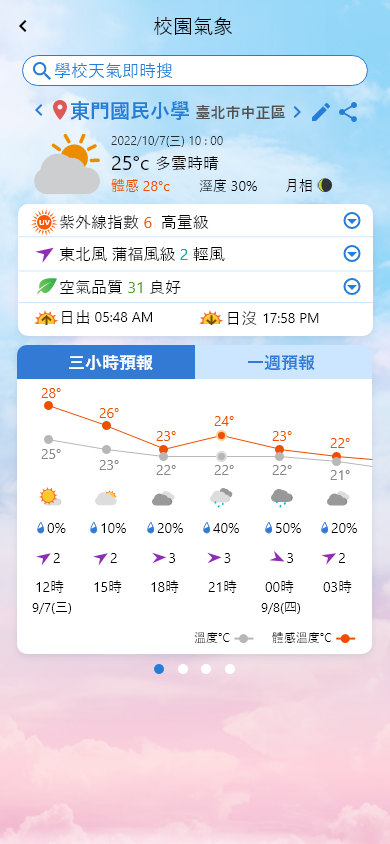 校園氣象
學校天氣即時搜
東門國民小學 臺北市中正區
2022/10/7(三) 10 : 00
25°c 多雲時晴
體感 28°c 溼度 30% 月相
UV 紫外線指數 6 高量級
東北風 蒲福風級 2 輕風
空氣品質 31 良好
日出 05:48 AM 日沒 17:58 PM
三小時預報 一週預報
28° 26° 23° 24° 23° 22°
25° 23° 22° 22° 22° 21°
0% 10% 20% 40% 50% 20%
2 2 3 3 3 2
12時 15時 18時 21時 00時 03時
9/7(三) 9/8(四)
溫度°C 體感溫度°C